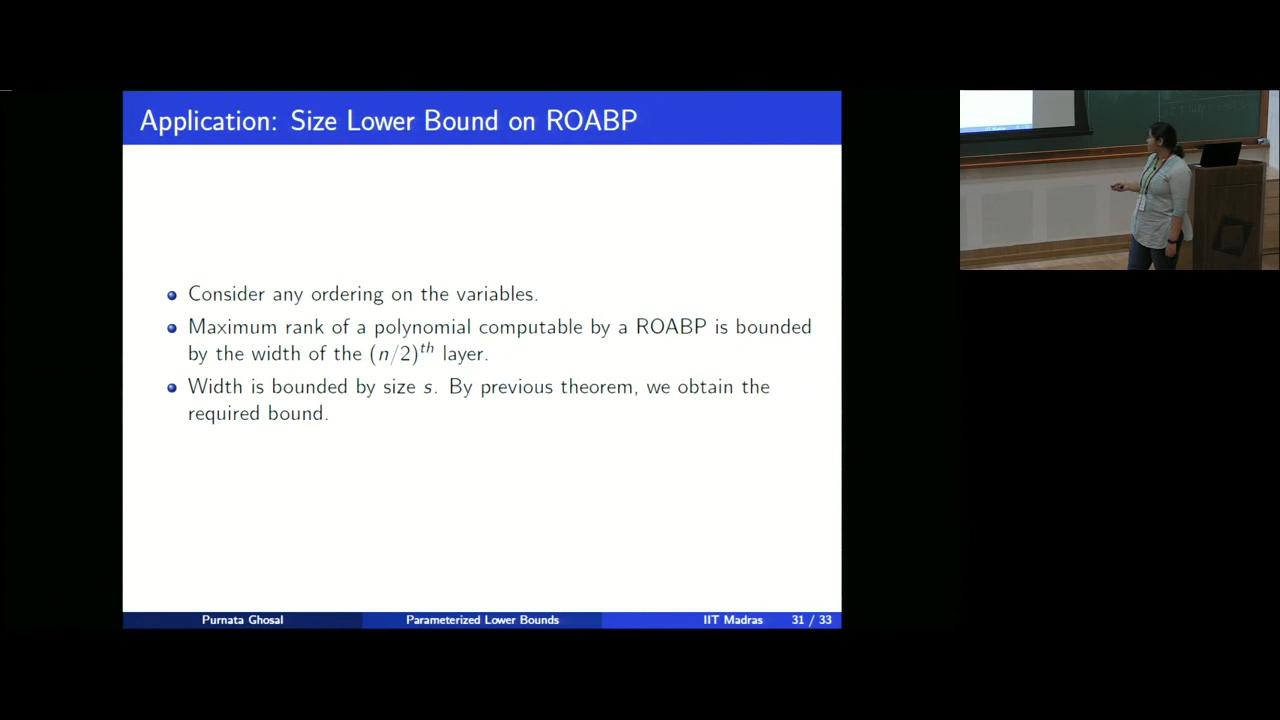 Application: Size Lower Bound on ROABP
Consider any ordering on the variables.
Maximum rank of a polynomial computable by a ROABP is bounded
by the width of the (n/2)^{th} layer.
Width is bounded by size s. By previous theorem, we obtain the
required bound.
Purnata Ghosal
Parameterized Lower Bounds
IIT Madras
31 / 33